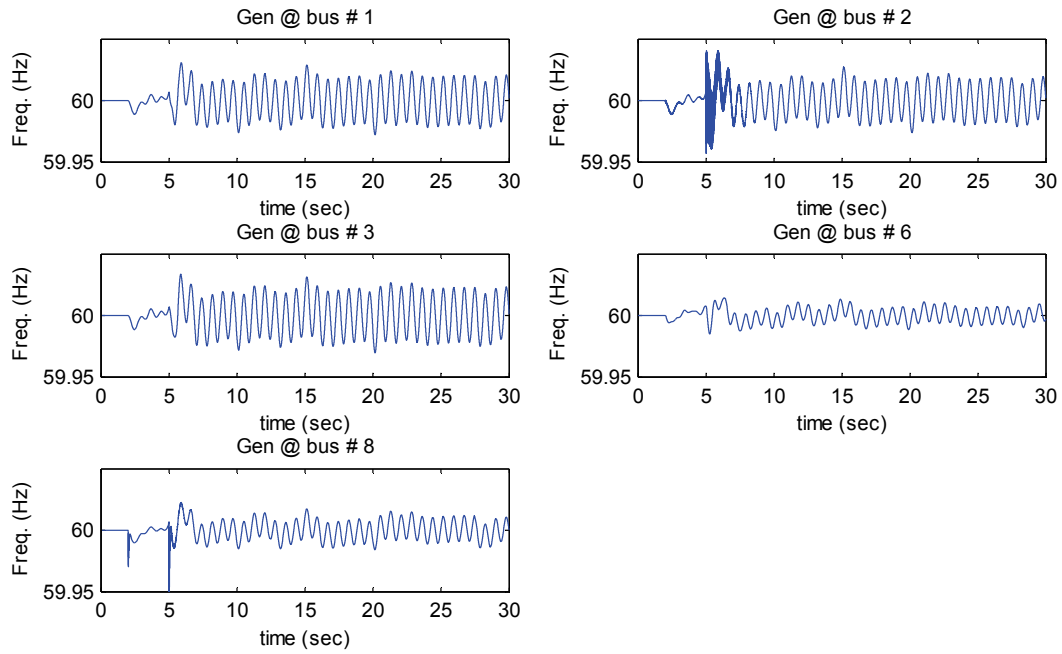 Gen @ bus # 1
Freq. (Hz)
60
59.95
0 5 10 15 20 25 30
time (sec)
Gen @ bus # 2
Freq. (Hz)
60
59.95
0 5 10 15 20 25 30
time (sec)
Gen @ bus # 3
Freq. (Hz)
60
59.95
0 5 10 15 20 25 30
time (sec)
Gen @ bus # 6
Freq. (Hz)
60
59.95
0 5 10 15 20 25 30
time (sec)
Gen @ bus # 8
Freq. (Hz)
60
59.95
0 5 10 15 20 25 30
time (sec)